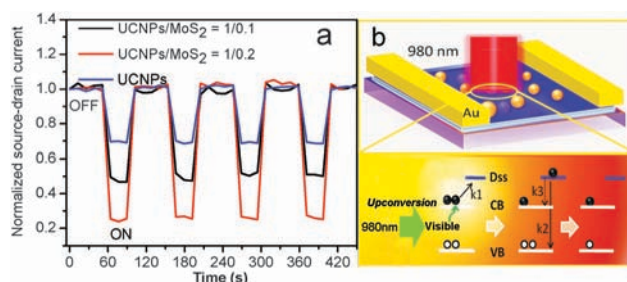 a
UCNPs/MoS2 = 1/0.1
UCNPs/MoS2 = 1/0.2
UCNPs
OFF
ON
Normalized source-drain current
1.4
1.2
1.0
0.8
0.6
0.4
0.2
0 60 120 180 240 300 360 420
Time (s)
b
980 nm
Au
Upconversion
980nm
Visible
k1
Dss
CB
VB
k3
k2